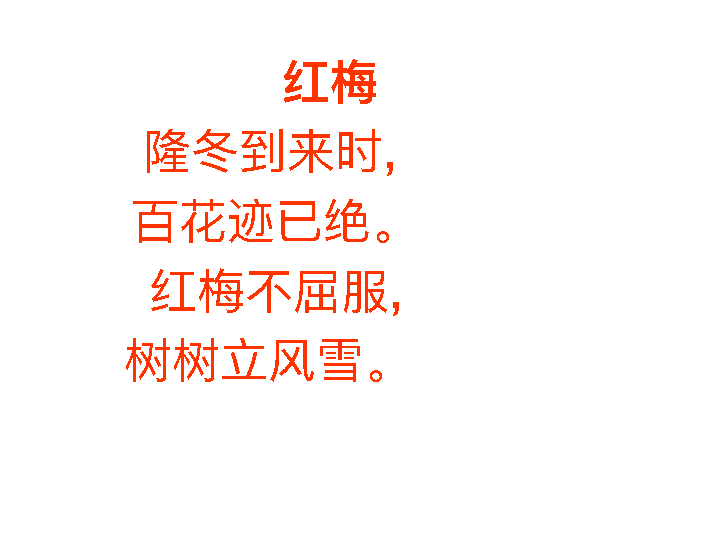 红梅
隆冬到来时，
百花迹已绝。
红梅不屈服，
树树立风雪。